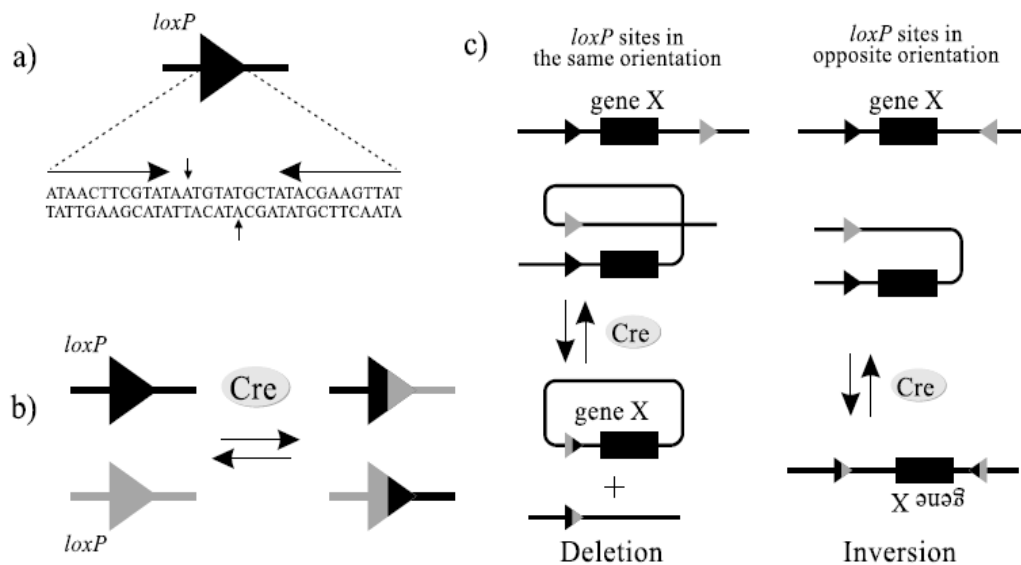 a)
loxP
ATAACTTCGTATAATGTATGCTATACGAAGTTAT
TATTGAAGCATATTACATACGATATGCTTCAATA
b)
loxP
Cre
loxP
c)
loxP sites in
the same orientation
gene X
Cre
gene X
+
Deletion
loxP sites in
opposite orientation
gene X
Cre
gene X
Inversion